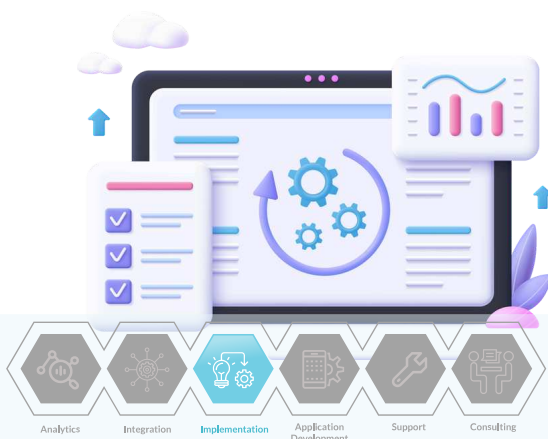 Analytics
Integration
Implementation
Application
Development
Support
Consulting